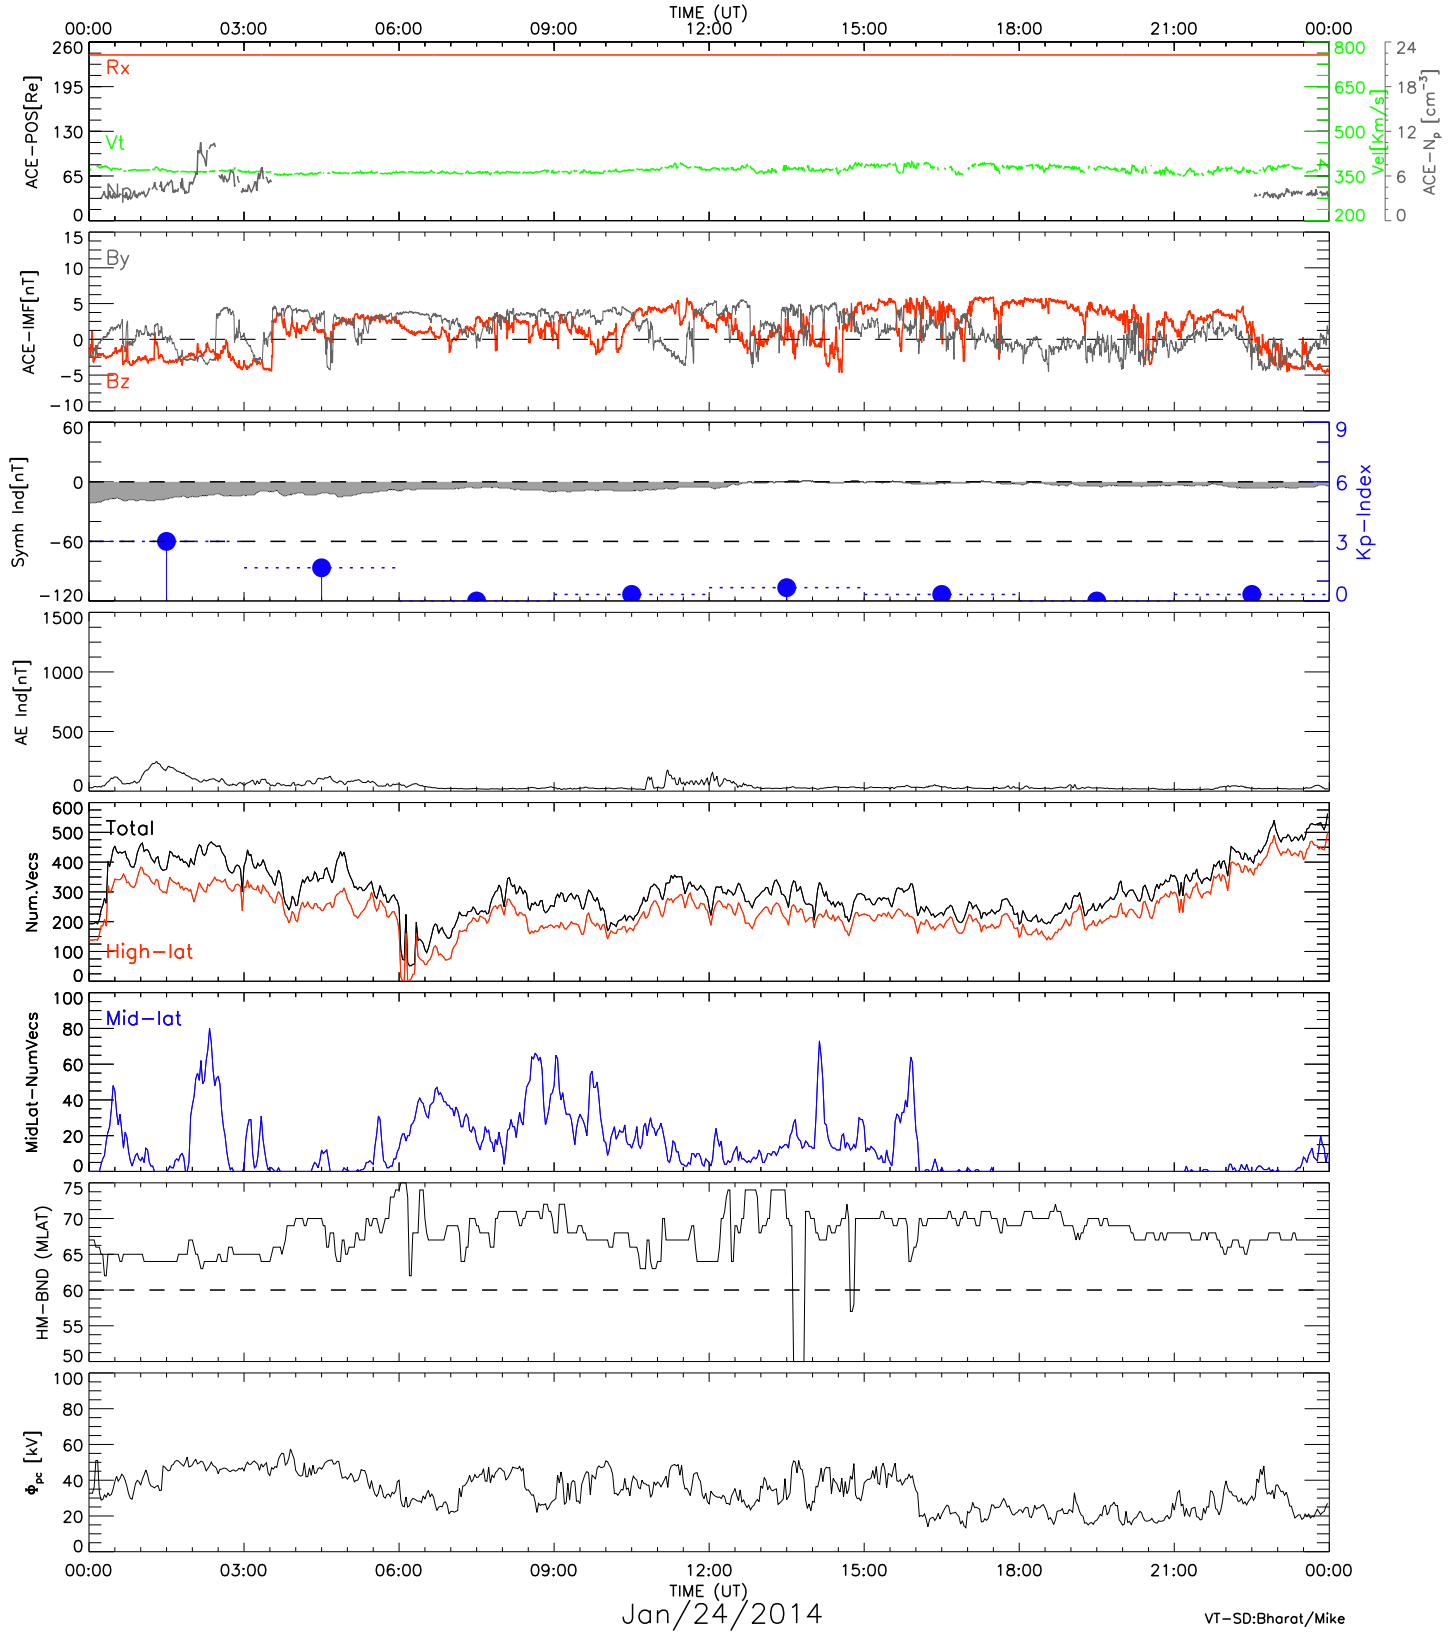 TIME (UT)
00:00 03:00 06:00 09:00 12:00 15:00 18:00 21:00 00:00
ACE-POS[Re]
260
195
130
65
0
Rx
Vt
Np
800
650
500
350
200
Vel[Km/s]
24
18
12
6
0
ACE-Np [cm-3]
ACE-IMF[nT]
15
10
5
0
-5
-10
By
Bz
Symh Ind[nT]
60
0
-60
-120
9
6
3
0
Kp-Index
AE Ind[nT]
1500
1000
500
0
Num.Vecs
600
500
400
300
200
100
0
Total
High-lat
MidLat-NumVecs
100
80
60
40
20
0
Mid-lat
HM-BND (MLAT)
75
70
65
60
55
50
Φpc [kV]
100
80
60
40
20
0
00:00 03:00 06:00 09:00 12:00 15:00 18:00 21:00 00:00
TIME (UT)
Jan/24/2014
VT-SD:Bharat/Mike